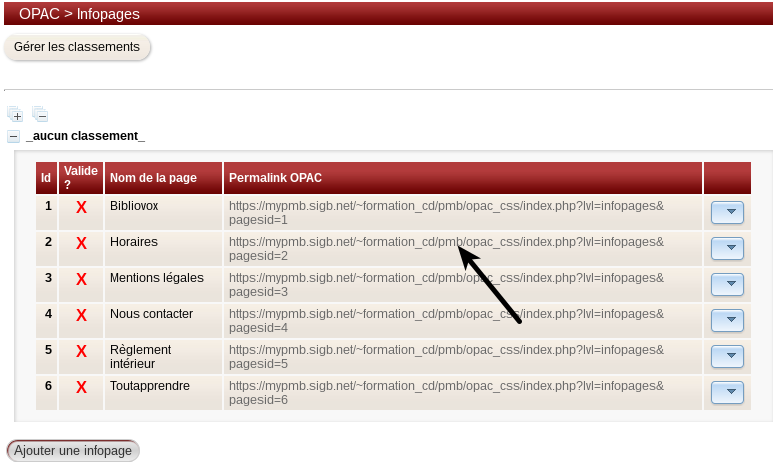 OPAC > Infopages
Gérer les classements
_aucun classement_
Id Valide ? Nom de la page Permalink OPAC
1 X Bibliovox https://mypmb.sigb.net/~formation_cd/pmb/opac_css/index.php?lvl=infopages&
pagesid=1
2 X Horaires https://mypmb.sigb.net/~formation_cd/pmb/opac_css/index.php?lvl=infopages&
pagesid=2
3 X Mentions légales https://mypmb.sigb.net/~formation_cd/pmb/opac_css/index.php?lvl=infopages&
pagesid=3
4 X Nous contacter https://mypmb.sigb.net/~formation_cd/pmb/opac_css/index.php?lvl=infopages&
pagesid=4
5 X Règlement https://mypmb.sigb.net/~formation_cd/pmb/opac_css/index.php?lvl=infopages&
intérieur pagesid=5
6 X Toutapprendre https://mypmb.sigb.net/~formation_cd/pmb/opac_css/index.php?lvl=infopages&
pagesid=6
Ajouter une infopage